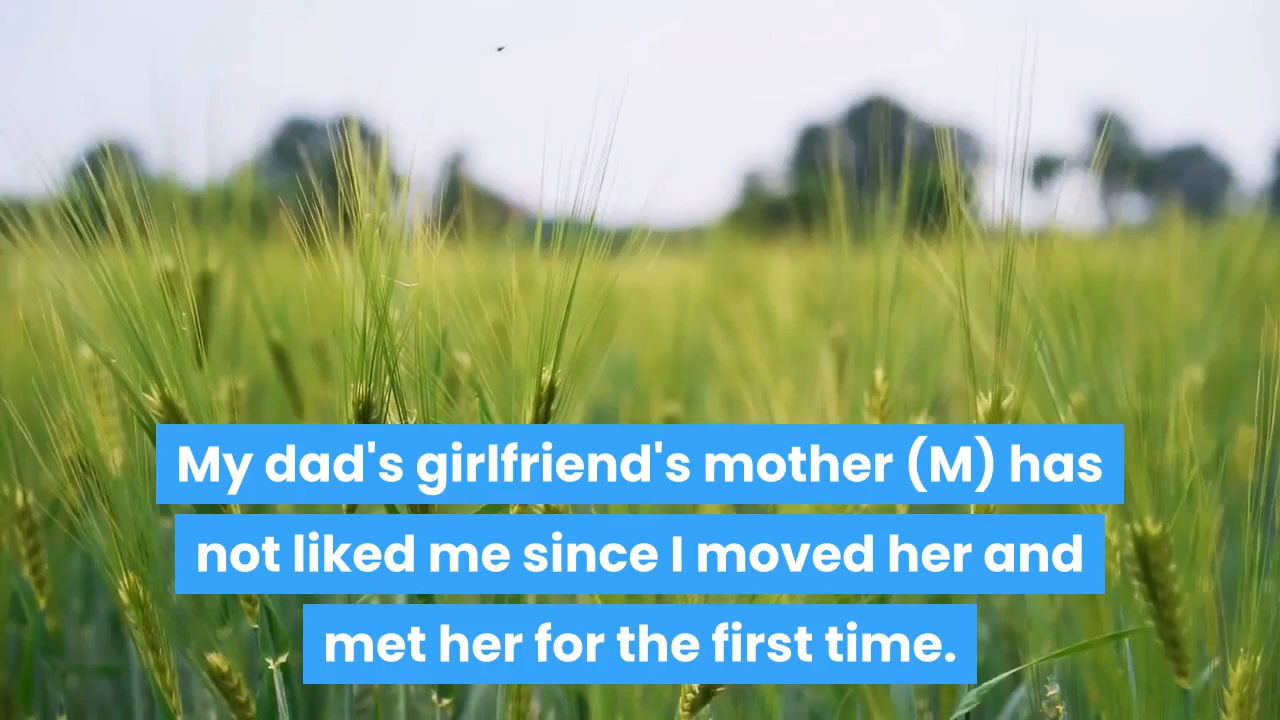 My dad's girlfriend's mother (M) has
not liked me since I moved her and
met her for the first time.